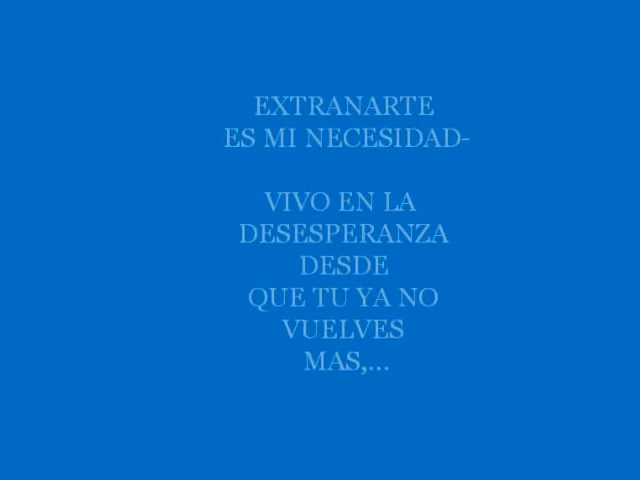 EXTRANARTE
ES MI NECESIDAD-
VIVO EN LA
DESESPERANZA
DESDE
QUE TU YA NO
VUELVES
MAS,...